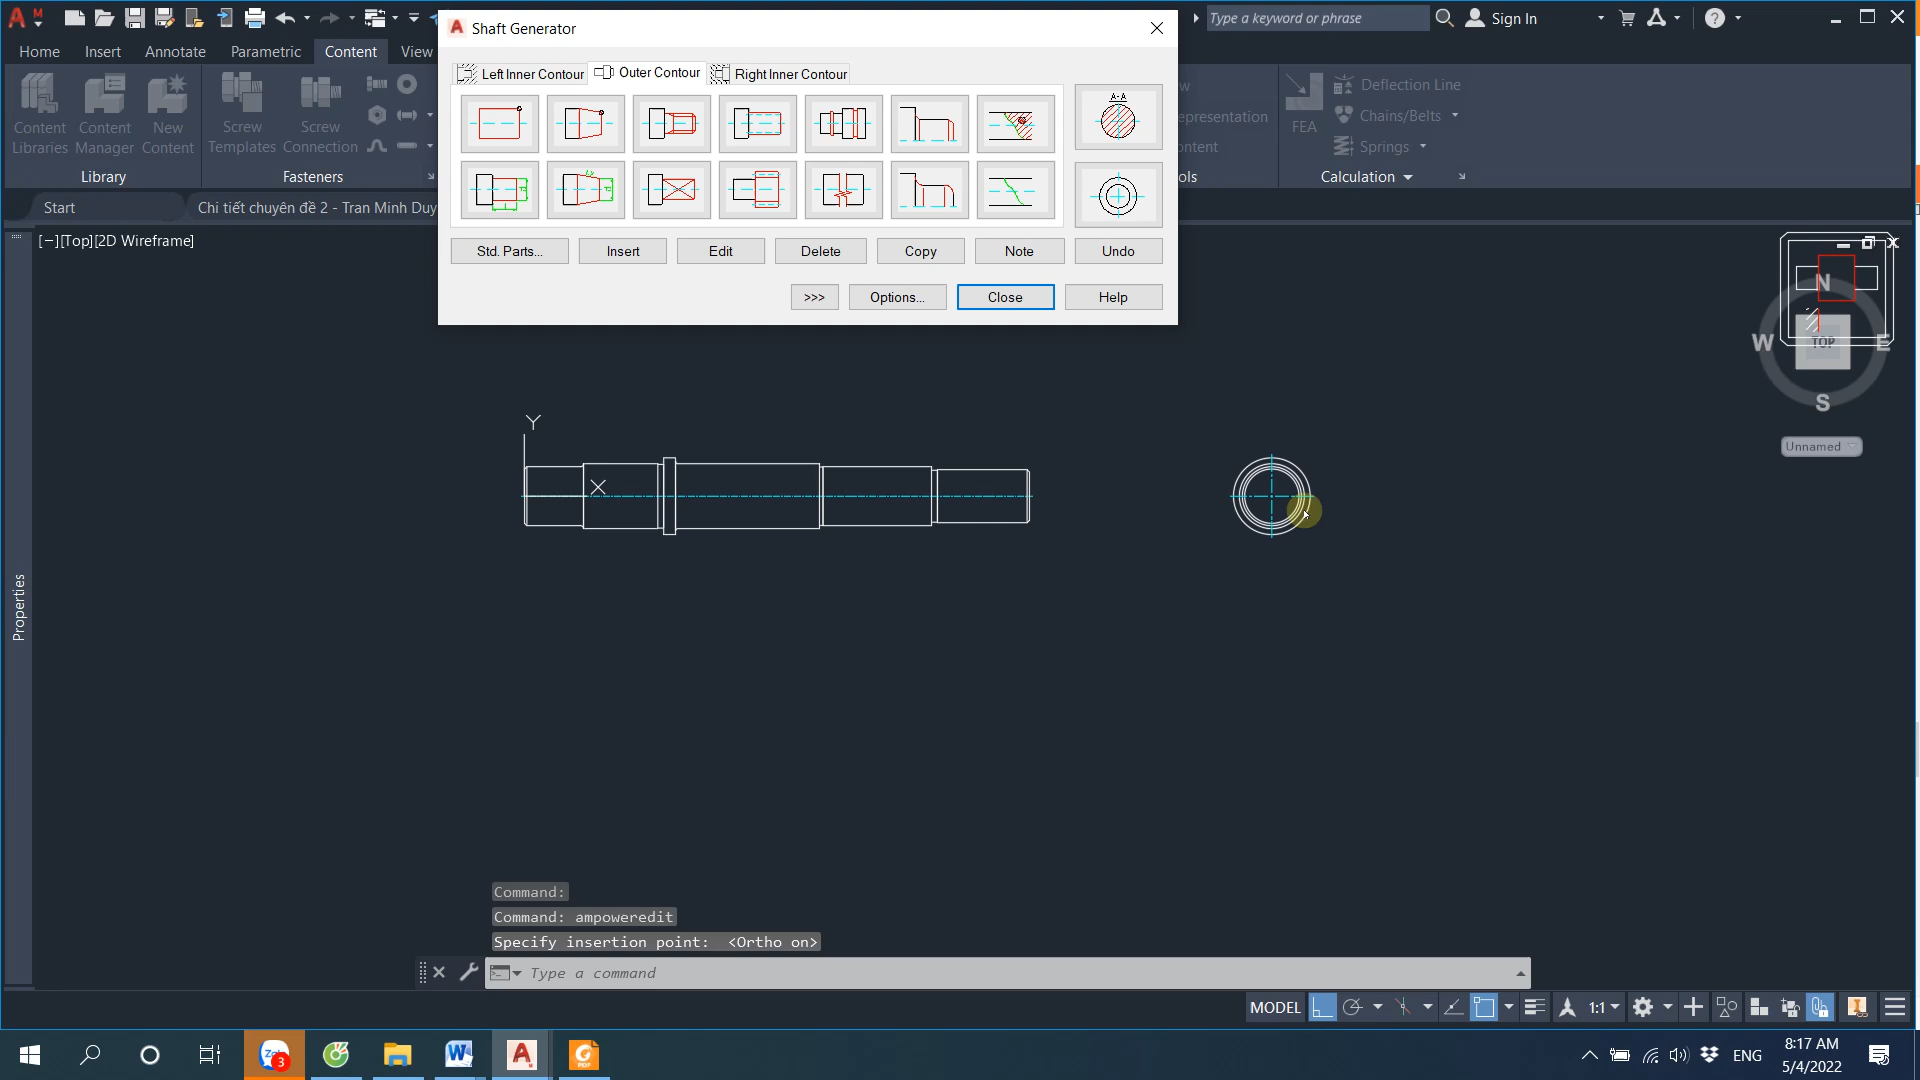 Type a keyword or phrase
Sign In
Shaft Generator
Home
Insert
Annotate
Parametric
Content
View
Left Inner Contour
Outer Contour
Right Inner Contour
A-A
Content
Libraries
Content
Manager
New
Content
Screw
Templates
Screw
Connection
Library
Fasteners
FEA
Deflection Line
Chains/Belts
Springs
Calculation
Std. Parts...
Insert
Edit
Delete
Copy
Note
Undo
>>>
Options...
Close
Help
Start
Chi tiết chuyên đề 2 - Tran Minh Duy
[−][Top][2D Wireframe]
N
W
TOP
E
S
Unnamed
Y
X
Properties
Command:
Command: ampoweredit
Specify insertion point: <Ortho on>
Type a command
MODEL
1:1
3
ENG
8:17 AM
5/4/2022